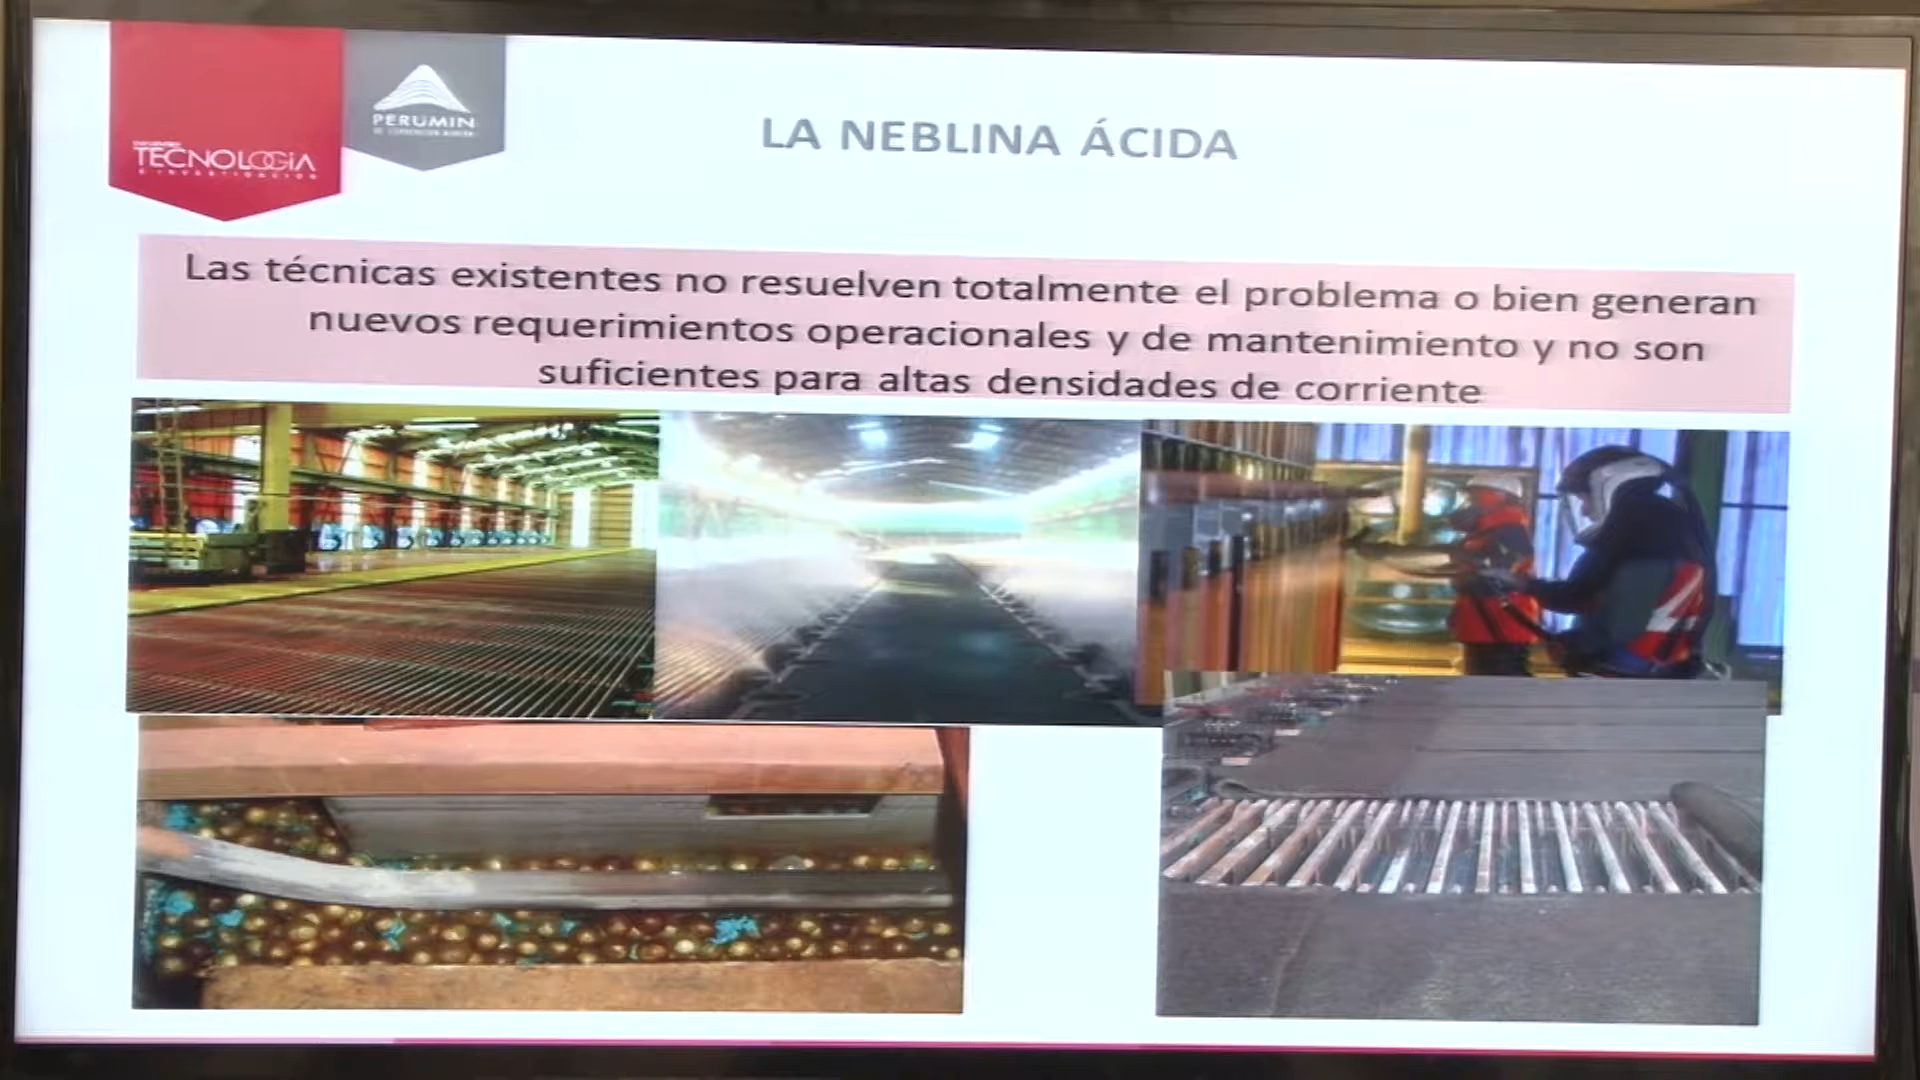 TECNOLOGÍA
E INVESTIGACIÓN
PERUMIN
LA NEBLINA ÁCIDA
Las técnicas existentes no resuelven totalmente el problema o bien generan
nuevos requerimientos operacionales y de mantenimiento y no son
suficientes para altas densidades de corriente